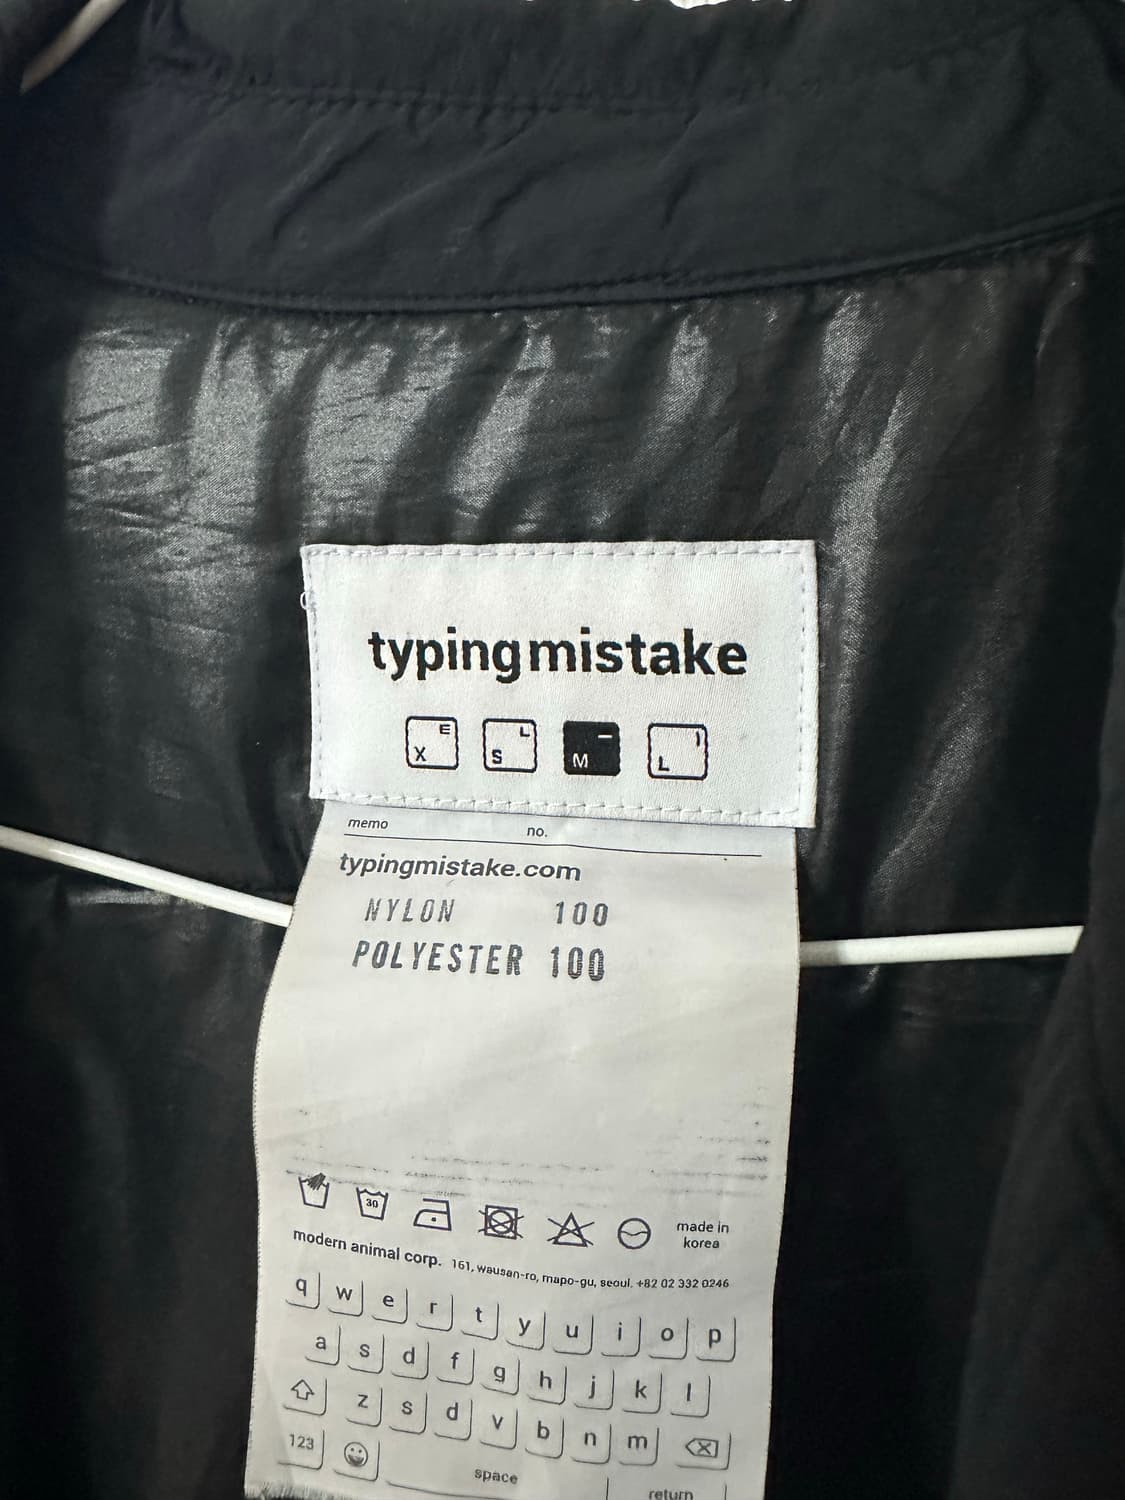 typingmistake
X E S L M ㅡ L ㅣ
memo no.
typingmistake.com
NYLON 100
POLYESTER 100
30
made in
korea
modern animal corp. 161, wausan-ro, mapo-gu, seoul. +82 02 332 0246
q w e r t y u i o p
a s d f g h j k l
z s d v b n m
123 space
return